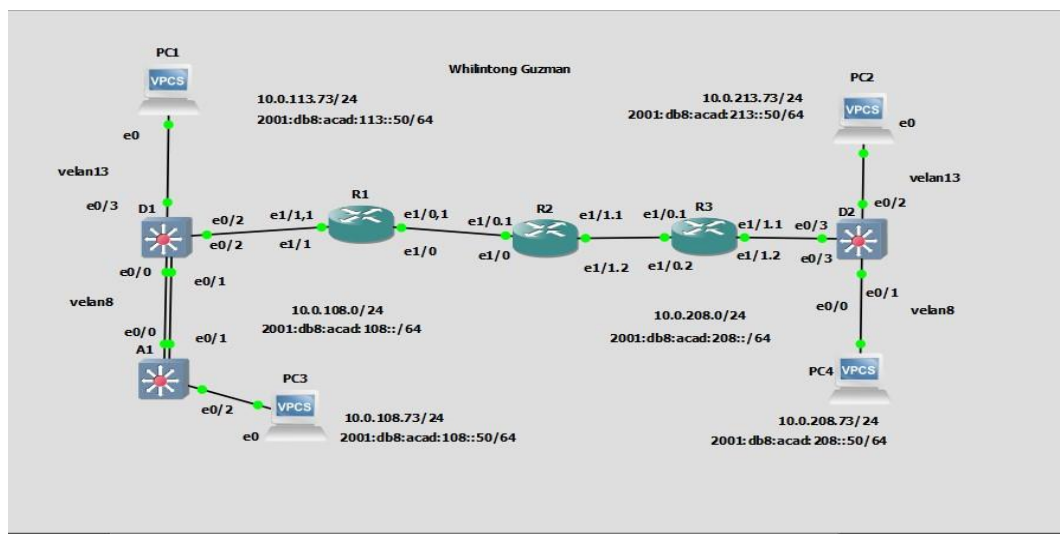 PC1
VPCS
10.0.113.73/24
2001:db8:acad:113::50/64
e0
velan13
e0/3
D1
e0/2
e0/2
e0/0
e0/1
velan8
e0/0
e0/1
A1
e0/2
PC3
VPCS
e0
10.0.108.73/24
2001:db8:acad:108::50/64
10.0.108.0/24
2001:db8:acad:108::/64
e1/1,1
e1/1
R1
e1/0,1
e1/0
Whilintong Guzman
e1/0.1
e1/0
R2
e1/1.1
e1/1.2
e1/0.1
e1/0.2
R3
e1/1.1
e1/1.2
10.0.208.0/24
2001:db8:acad:208::/64
10.0.213.73/24
2001:db8:acad:213::50/64
PC2
VPCS
e0
velan13
e0/2
e0/3
e0/3
D2
e0/1
e0/0
velan8
PC4
VPCS
10.0.208.73/24
2001:db8:acad:208::50/64